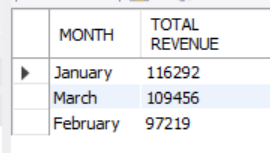 MONTH TOTAL REVENUE
January 116292
March 109456
February 97219